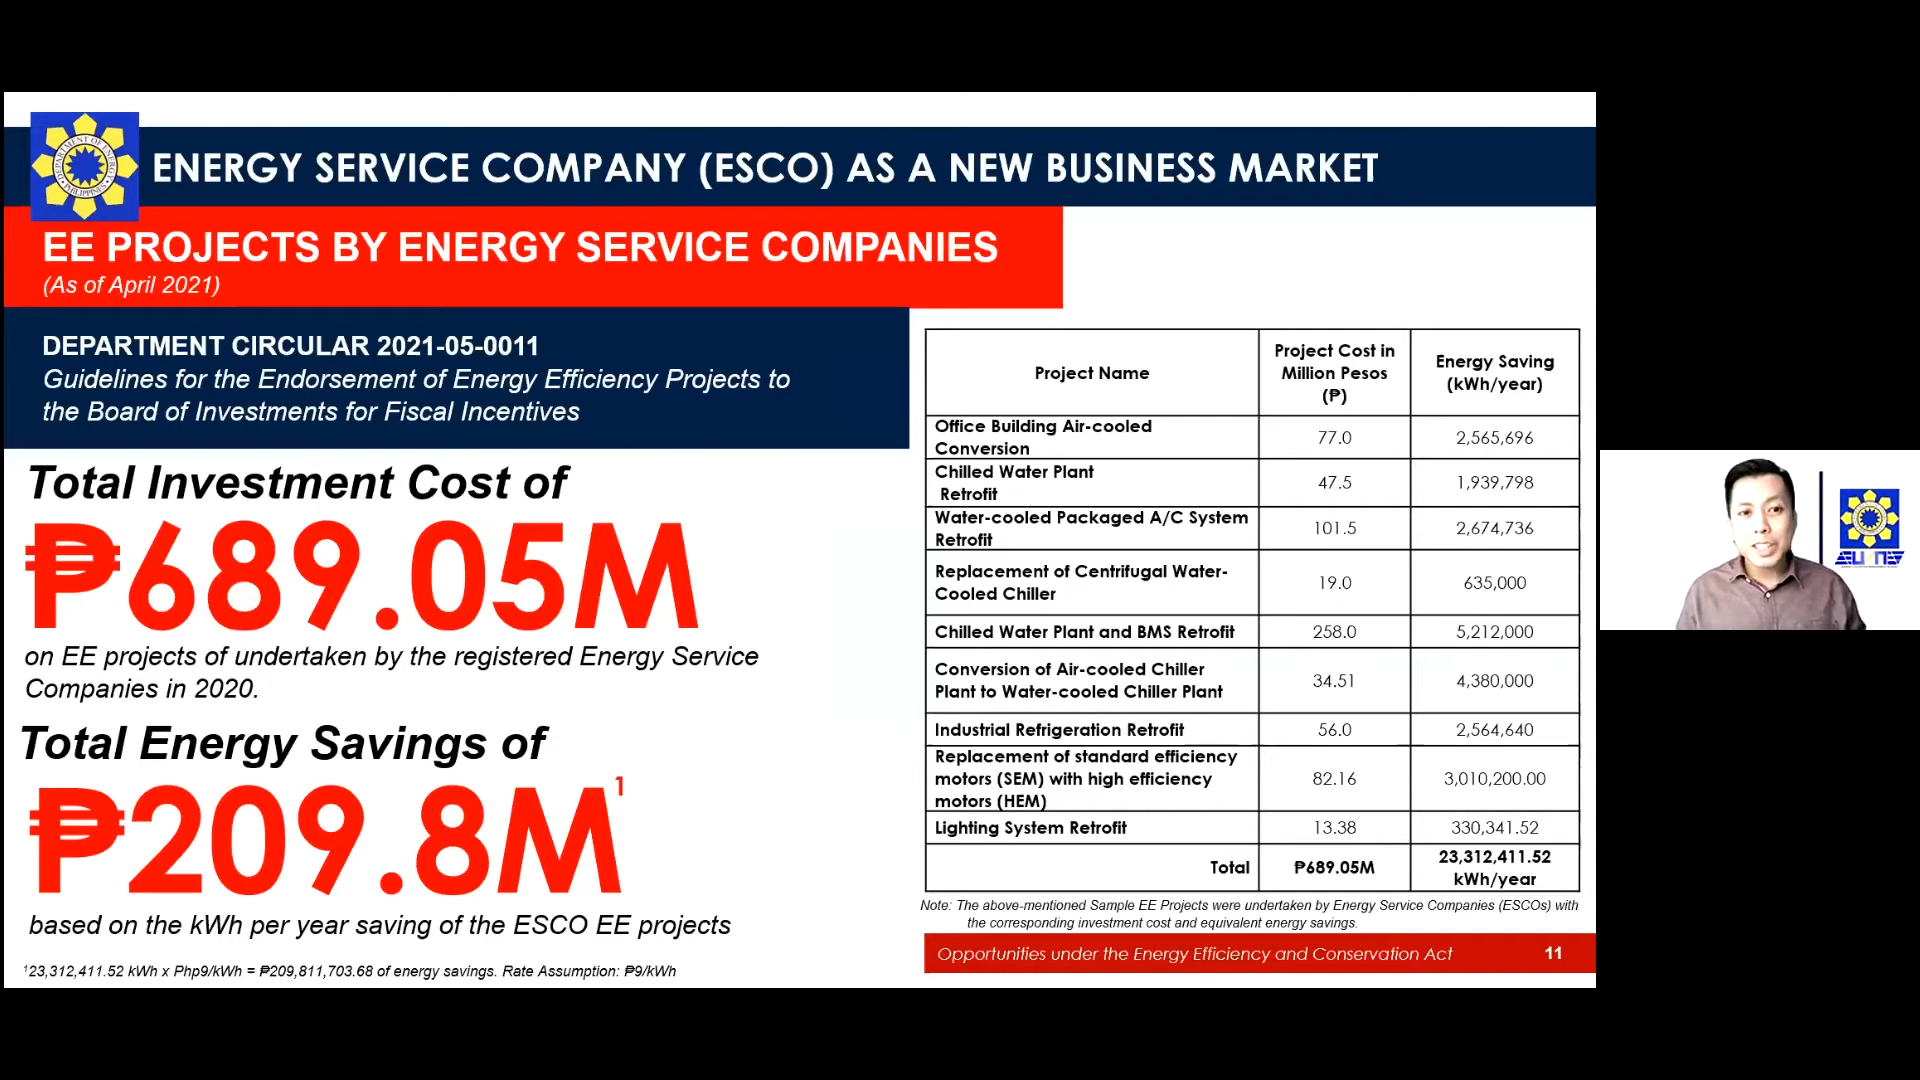 ENERGY SERVICE COMPANY (ESCO) AS A NEW BUSINESS MARKET
DEPARTMENT OF ENERGY
PHILIPPINES
EE PROJECTS BY ENERGY SERVICE COMPANIES
(As of April 2021)
DEPARTMENT CIRCULAR 2021-05-0011
Guidelines for the Endorsement of Energy Efficiency Projects to
the Board of Investments for Fiscal Incentives
Total Investment Cost of
₱689.05M
on EE projects of undertaken by the registered Energy Service
Companies in 2020.
Total Energy Savings of
₱209.8M¹
based on the kWh per year saving of the ESCO EE projects
¹23,312,411.52 kWh x Php9/kWh = ₱209,811,703.68 of energy savings. Rate Assumption: ₱9/kWh
Project Name
Project Cost in
Million Pesos
(₱)
Energy Saving
(kWh/year)
Office Building Air-cooled
Conversion
77.0
2,565,696
Chilled Water Plant
Retrofit
47.5
1,939,798
Water-cooled Packaged A/C System
Retrofit
101.5
2,674,736
Replacement of Centrifugal Water-
Cooled Chiller
19.0
635,000
Chilled Water Plant and BMS Retrofit
258.0
5,212,000
Conversion of Air-cooled Chiller
Plant to Water-cooled Chiller Plant
34.51
4,380,000
Industrial Refrigeration Retrofit
56.0
2,564,640
Replacement of standard efficiency
motors (SEM) with high efficiency
motors (HEM)
82.16
3,010,200.00
Lighting System Retrofit
13.38
330,341.52
Total
₱689.05M
23,312,411.52
kWh/year
Note: The above-mentioned Sample EE Projects were undertaken by Energy Service Companies (ESCOs) with
the corresponding investment cost and equivalent energy savings.
Opportunities under the Energy Efficiency and Conservation Act
11